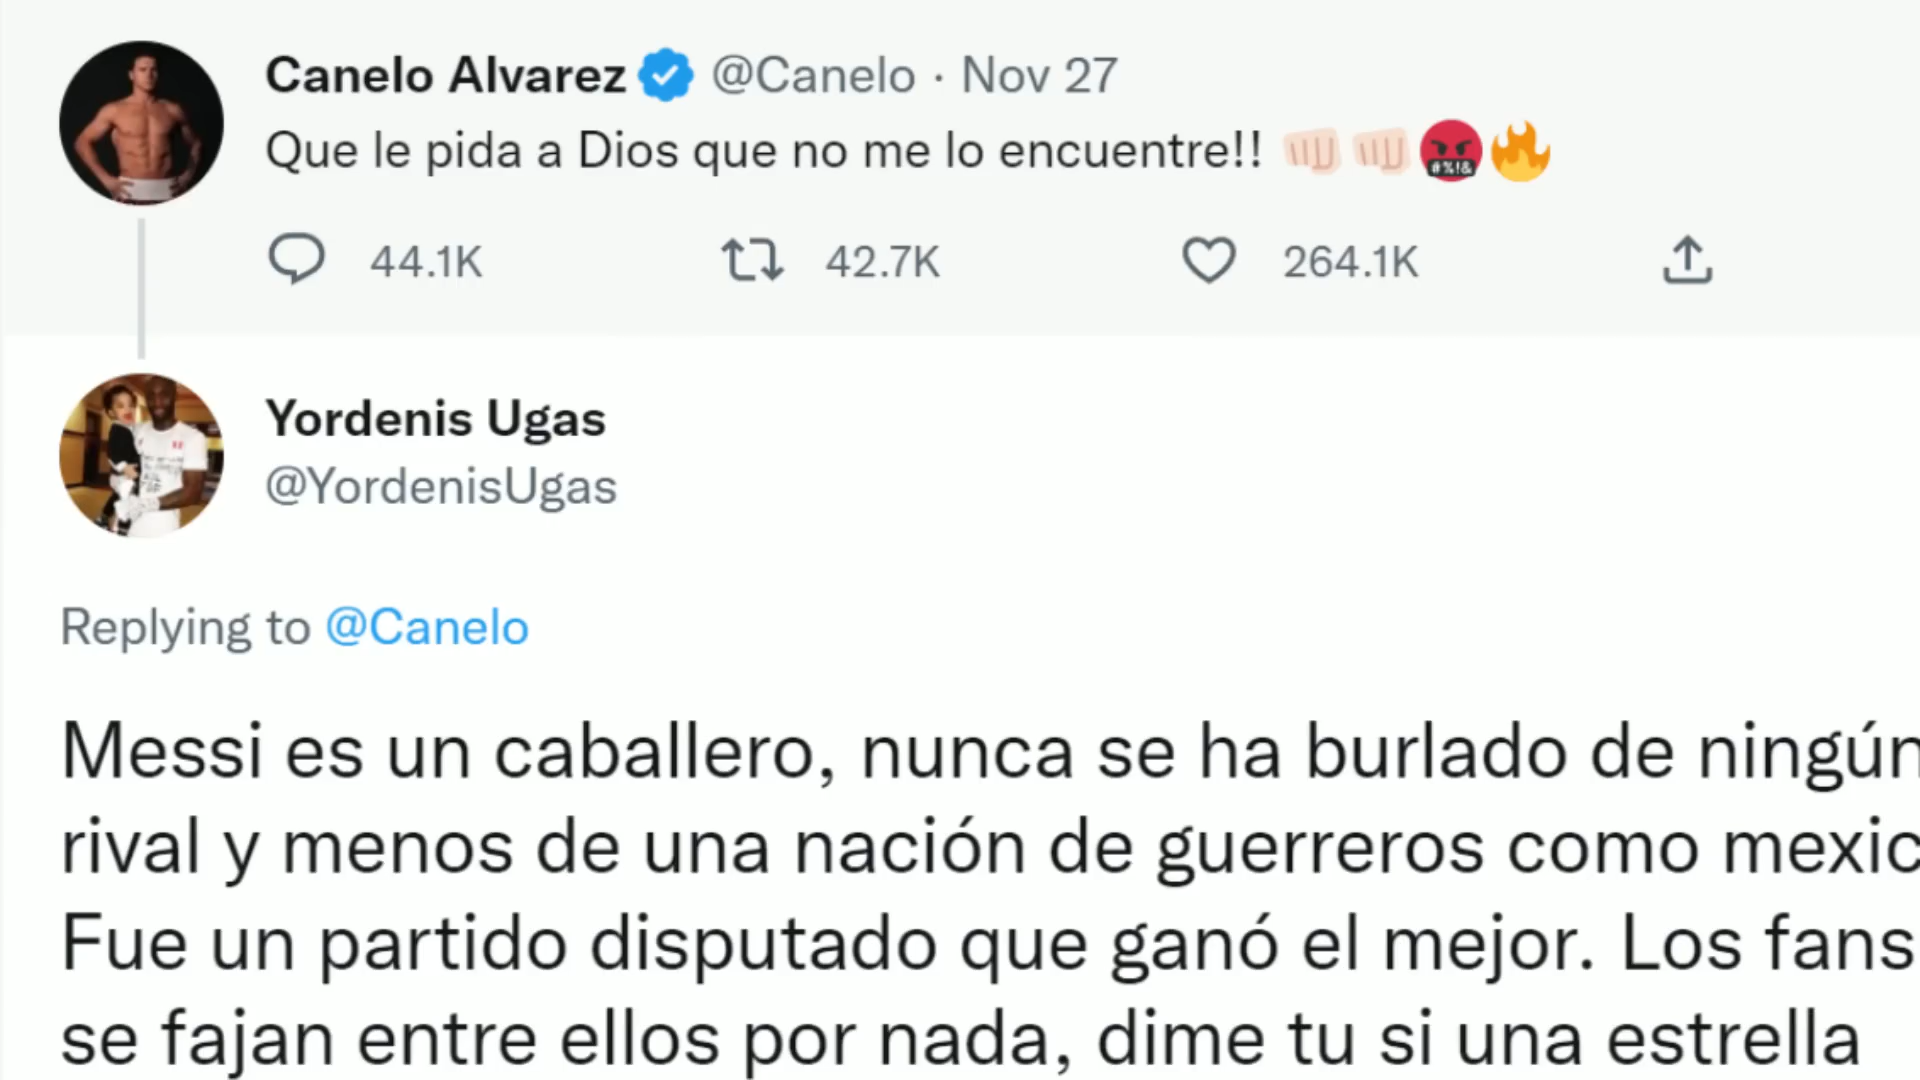 Canelo Alvarez @Canelo · Nov 27
Que le pida a Dios que no me lo encuentre!! 👊🏻👊🏻🤬🔥
44.1K 42.7K 264.1K
Yordenis Ugas
@YordenisUgas
Replying to @Canelo
Messi es un caballero, nunca se ha burlado de ningún
rival y menos de una nación de guerreros como mexic
Fue un partido disputado que ganó el mejor. Los fans
se fajan entre ellos por nada, dime tu si una estrella